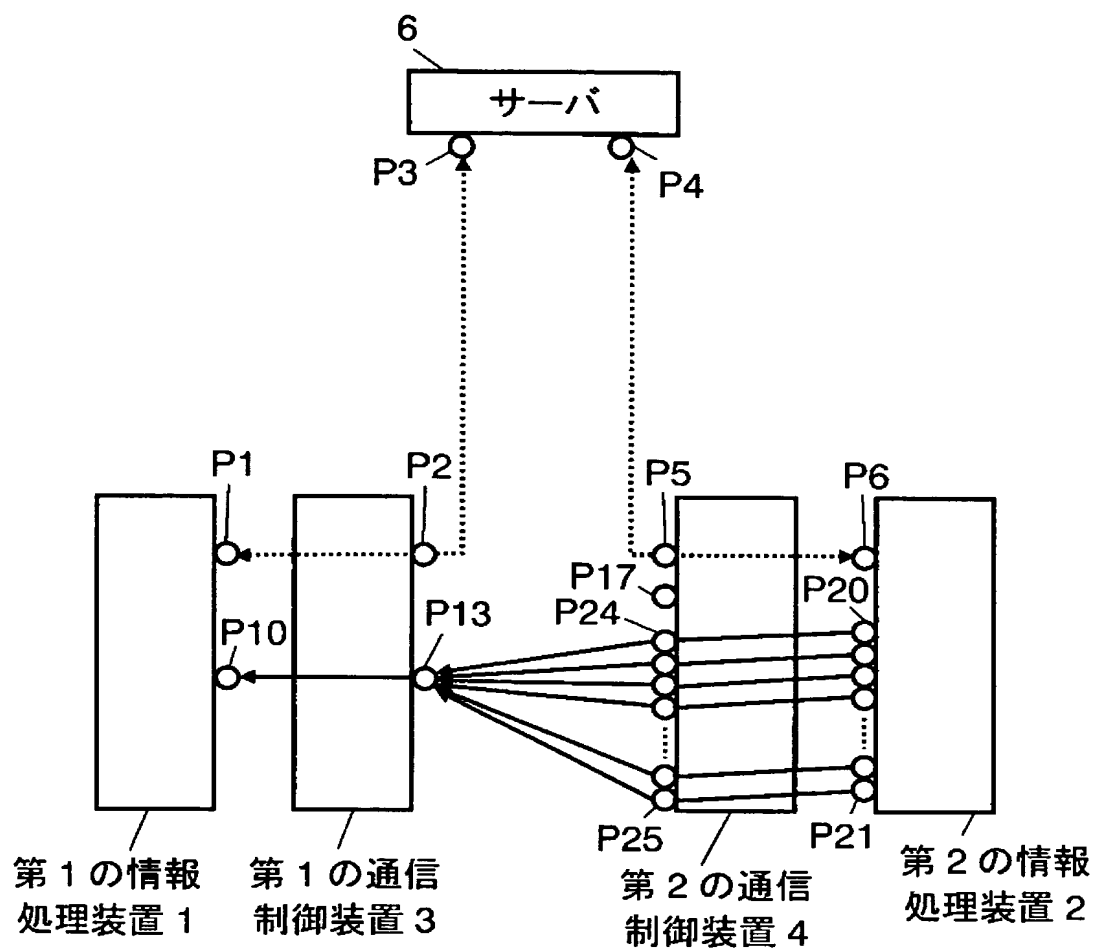 6
サーバ
P3
P4
P1
P2
P5
P6
P17
P20
P24
P10
P13
P25
P21
第1の情報
処理装置1
第1の通信
制御装置3
第2の通信
制御装置4
第2の情報
処理装置2